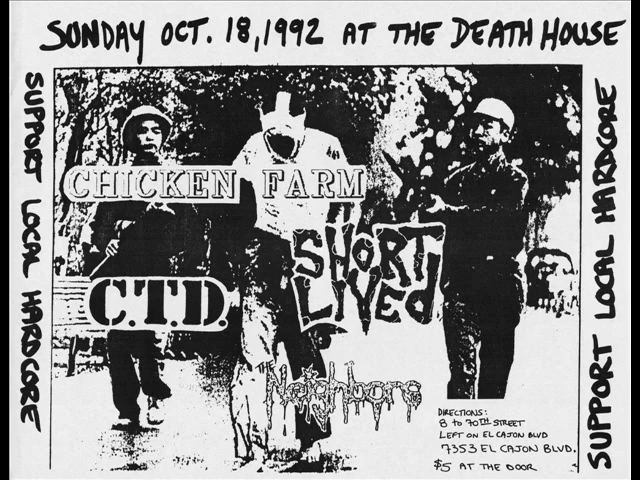 SUNDAY OCT. 18, 1992 AT THE DEATH HOUSE
SUPPORT LOCAL HARDCORE
CHICKEN FARM
C.T.D.
SHORT LIVED
Neighbors
DIRECTIONS:
8 TO 70TH STREET
LEFT ON EL CAJON BLVD
7353 EL CAJON BLVD.
$5 AT THE DOOR
SUPPORT LOCAL HARDCORE